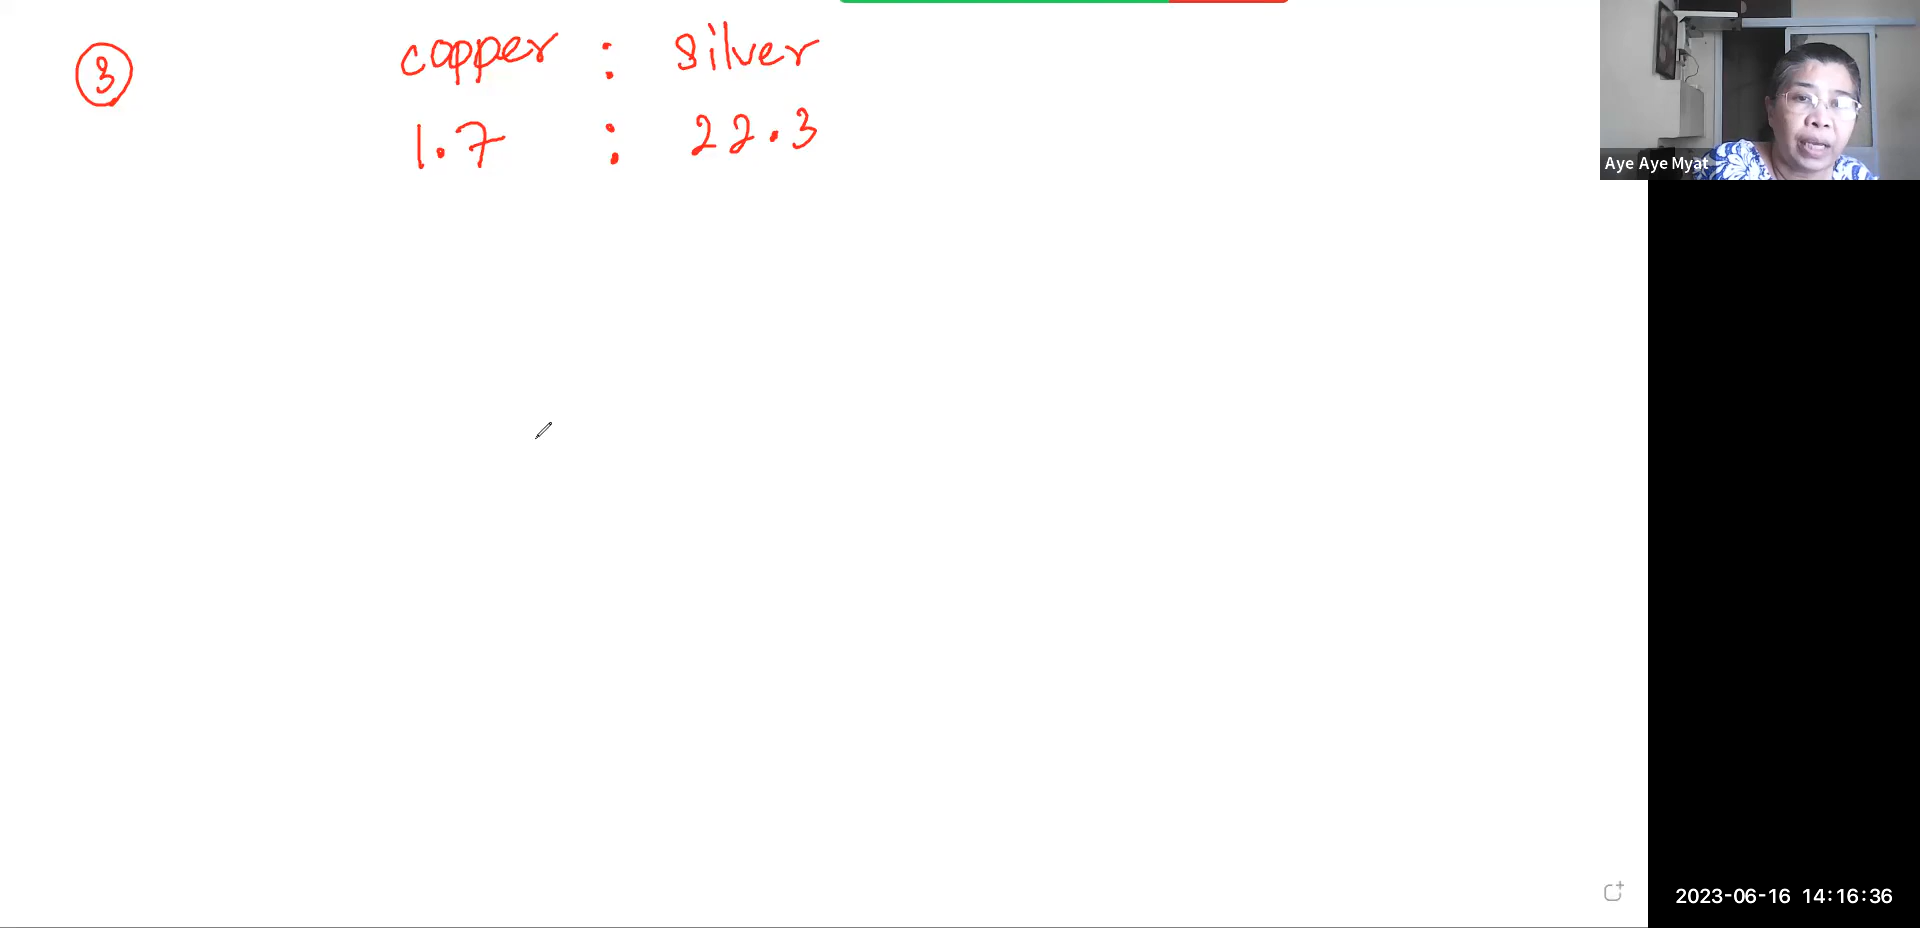 ③ copper : silver
1.7 : 22.3
Aye Aye Myat
2023-06-16 14:16:36